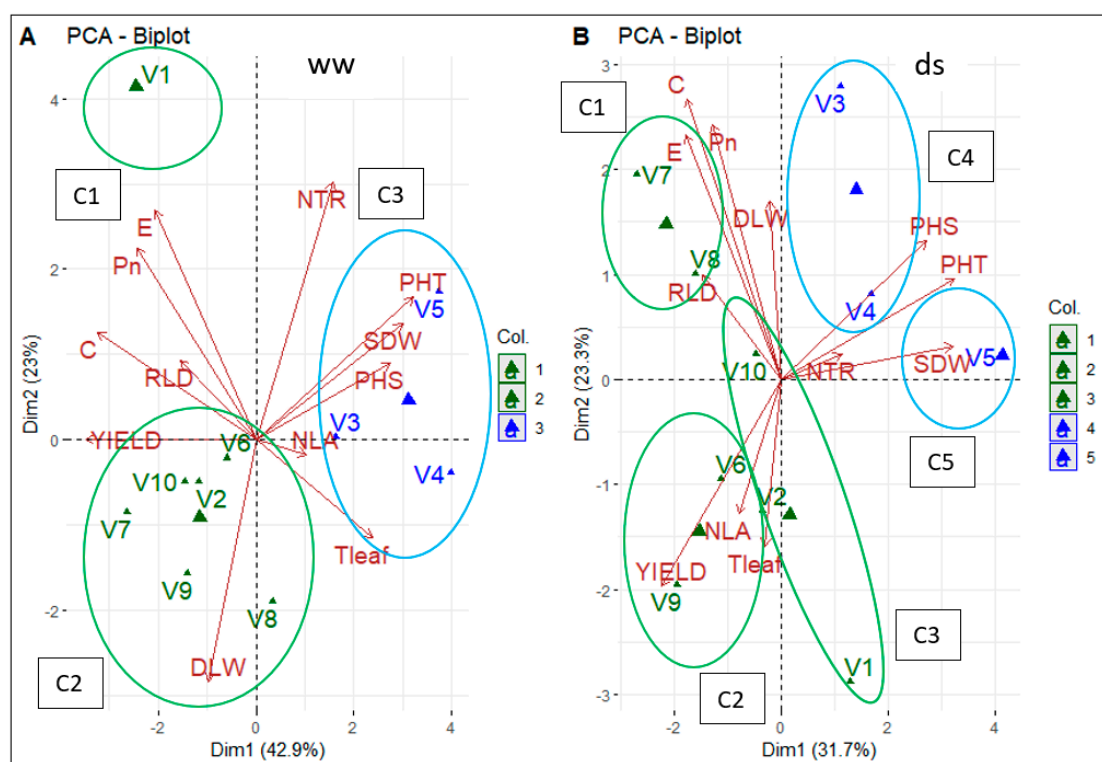 A PCA - Biplot
ww
V1
4
C1
NTR
C3
E
Pn
2
PHT
V5
C
SDW
RLD
PHS
YIELD
V6
NLA
V3
0
V10
V2
V4
V7
Tleaf
V9
V8
-2
DLW
C2
-2 0 2 4
Dim1 (42.9%)
Dim2 (23%)
Col.
1
2
3
B PCA - Biplot
ds
3
C
V3
C1
Pn
E
C4
2
V7
DLW
PHS
V8
PHT
1
RLD
V4
V10
NTR
SDW
V5
0
V6
C5
-1
V2
NLA
Tleaf
YIELD
V9
-2
C3
C2
V1
-3
-2 0 2 4
Dim1 (31.7%)
Dim2 (23.3%)
Col.
1
2
3
4
5